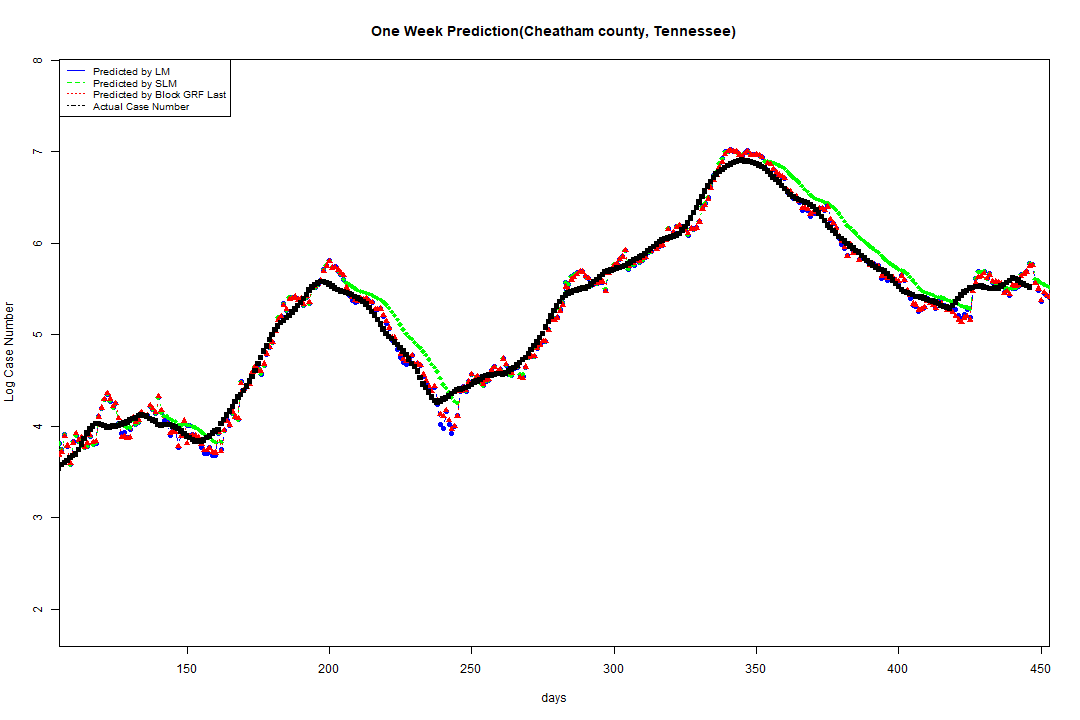 One Week Prediction(Cheatham county, Tennessee)
Predicted by LM
Predicted by SLM
Predicted by Block GRF Last
Actual Case Number
8
7
6
5
4
3
2
Log Case Number
150 200 250 300 350 400 450
days